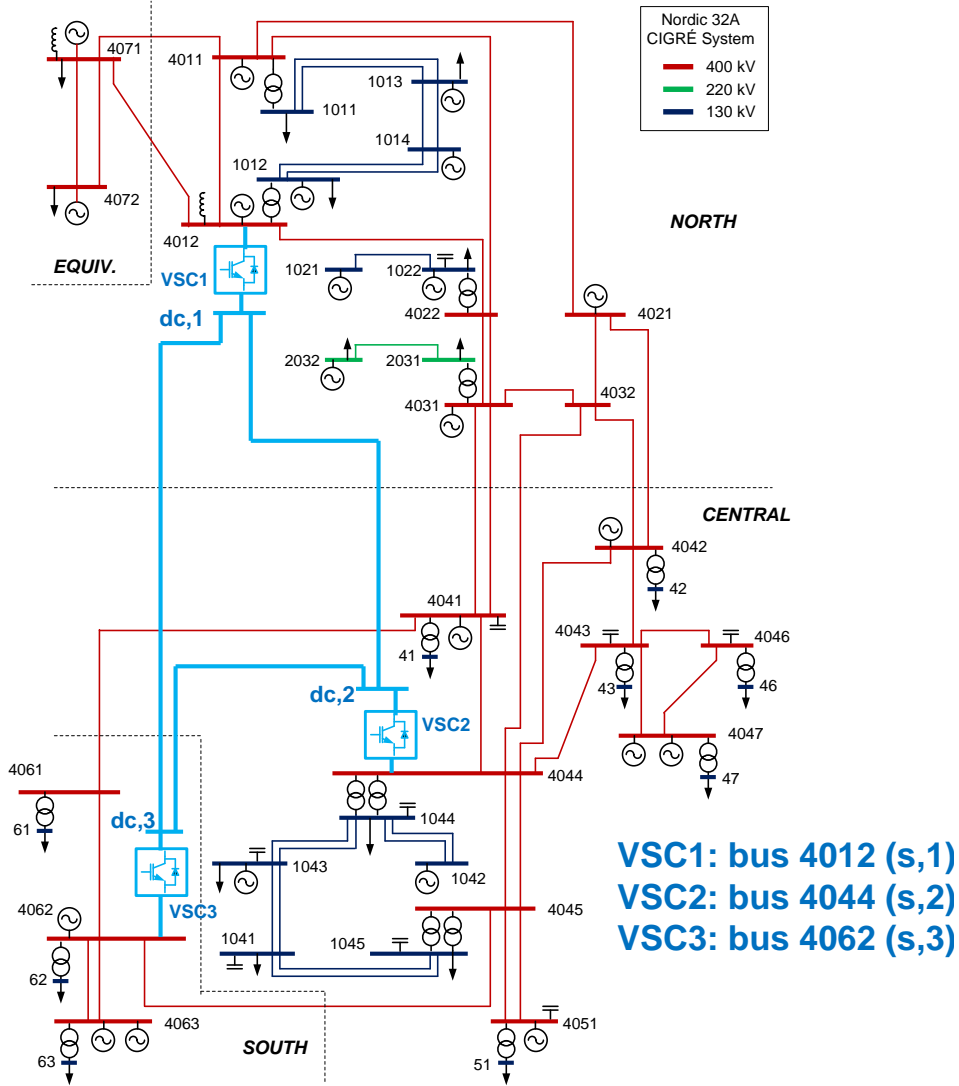 Nordic 32A
CIGRÉ System
400 kV
220 kV
130 kV
4071
4011
1013
1011
1014
1012
4072
4012
NORTH
EQUIV.
VSC1
1021
1022
dc,1
4022
4021
2032
2031
4031
4032
CENTRAL
4042
42
4041
4043
4046
41
43
46
dc,2
VSC2
4047
4061
4044
47
61
dc,3
1044
1043
1042
VSC3
4062
4045
1041
1045
62
4063
4051
63
SOUTH
51
VSC1: bus 4012 (s,1)
VSC2: bus 4044 (s,2)
VSC3: bus 4062 (s,3)